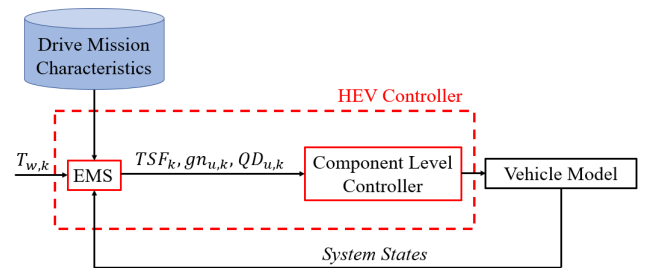 Drive Mission
Characteristics
HEV Controller
T_{w,k}
EMS
TSF_k, gn_{u,k}, QD_{u,k}
Component Level
Controller
Vehicle Model
System States